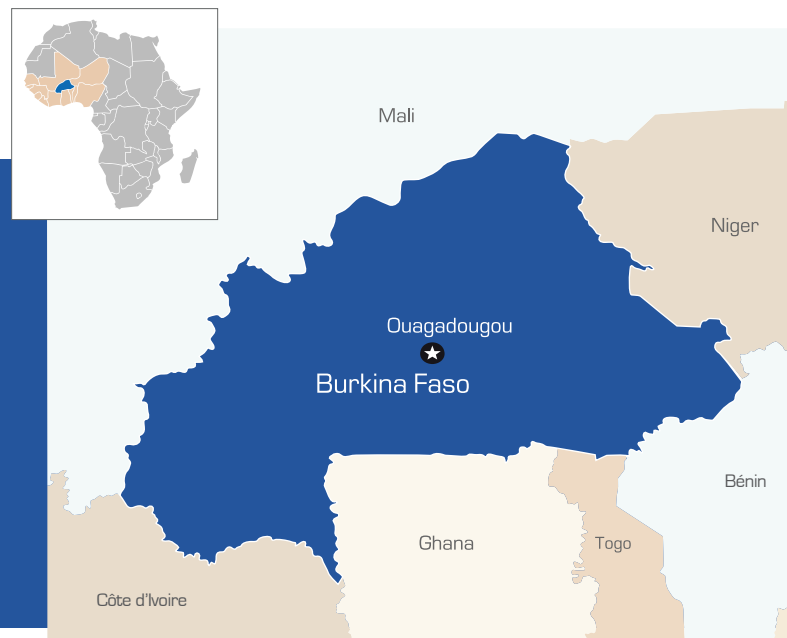 Mali
Niger
Ouagadougou
Burkina Faso
Bénin
Ghana
Togo
Côte d'Ivoire